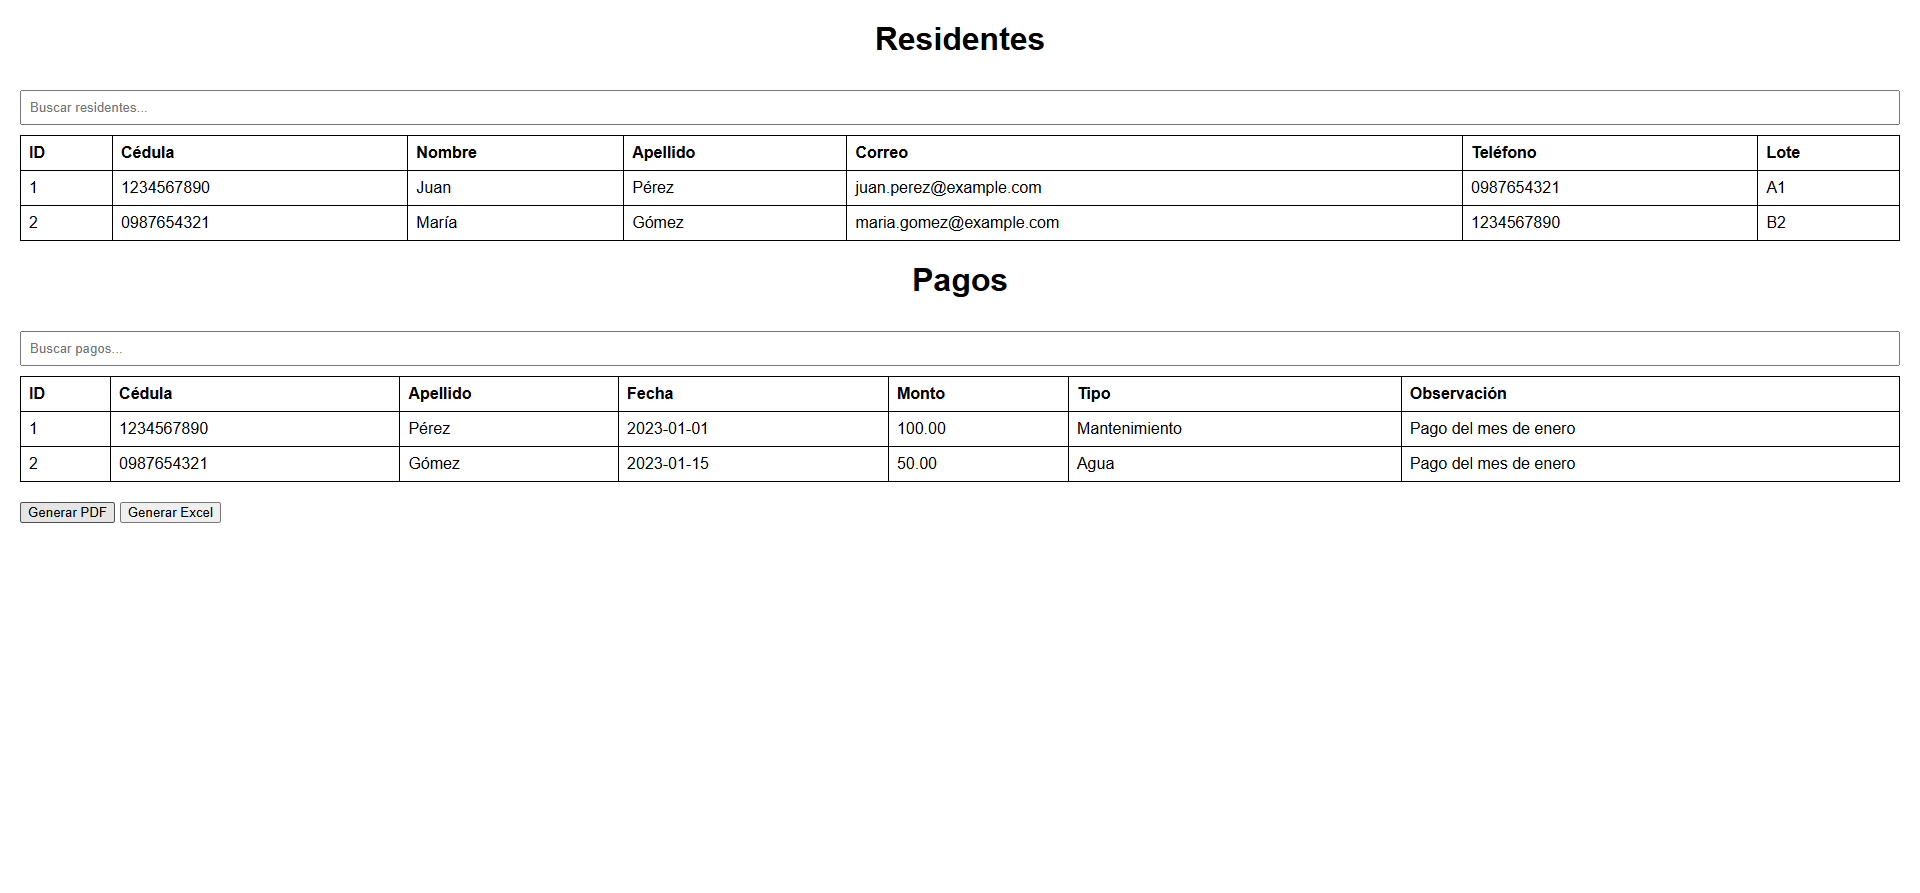 Residentes
Buscar residentes...
ID Cédula Nombre Apellido Correo Teléfono Lote
1 1234567890 Juan Pérez juan.perez@example.com 0987654321 A1
2 0987654321 María Gómez maria.gomez@example.com 1234567890 B2
Pagos
Buscar pagos...
ID Cédula Apellido Fecha Monto Tipo Observación
1 1234567890 Pérez 2023-01-01 100.00 Mantenimiento Pago del mes de enero
2 0987654321 Gómez 2023-01-15 50.00 Agua Pago del mes de enero
Generar PDF Generar Excel